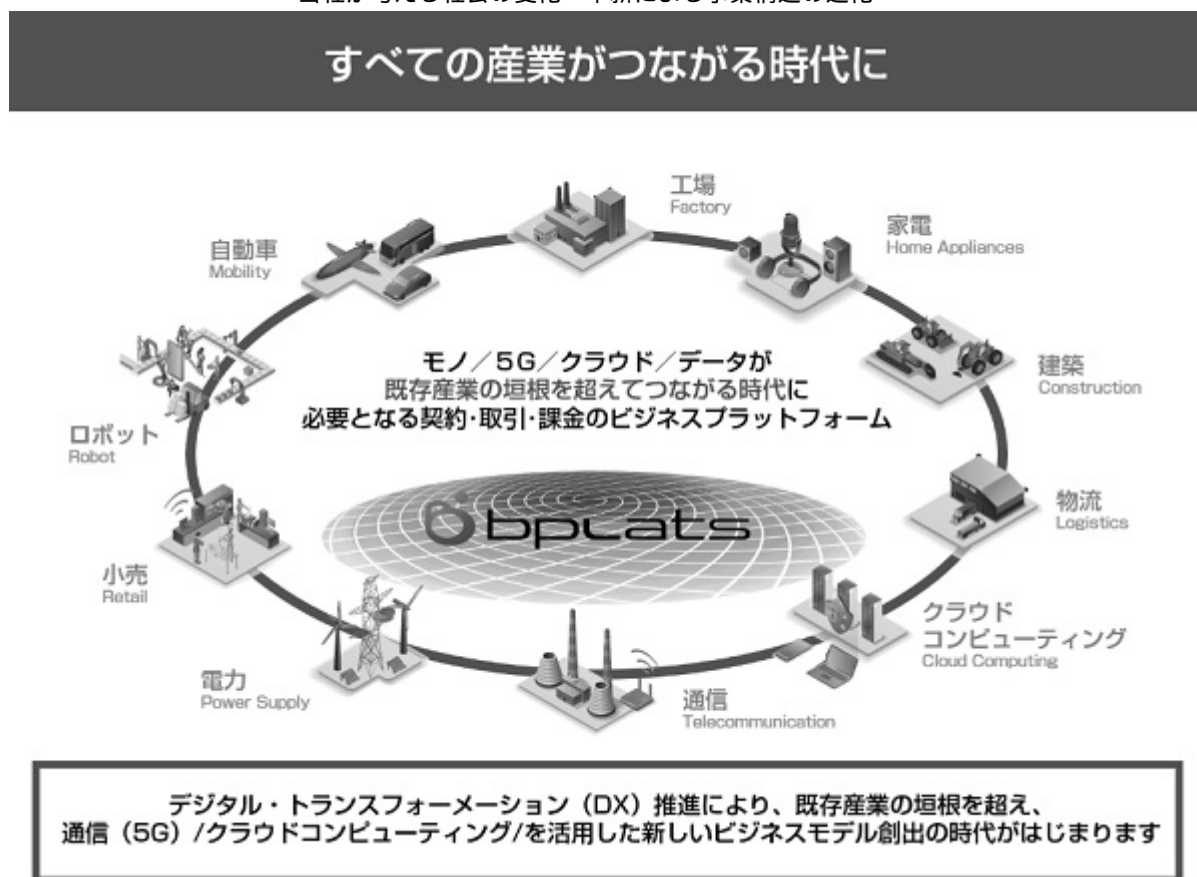 すべての産業がつながる時代に
工場
Factory
家電
Home Appliances
自動車
Mobility
建築
Construction
モノ／5G／クラウド／データが
既存産業の垣根を超えてつながる時代に
必要となる契約・取引・課金のビジネスプラットフォーム
ロボット
Robot
物流
Logistics
bplats
小売
Retail
クラウド
コンピューティング
Cloud Computing
電力
Power Supply
通信
Telecommunication
デジタル・トランスフォーメーション（DX）推進により、既存産業の垣根を超え、
通信（5G）/クラウドコンピューティング/を活用した新しいビジネスモデル創出の時代がはじまります